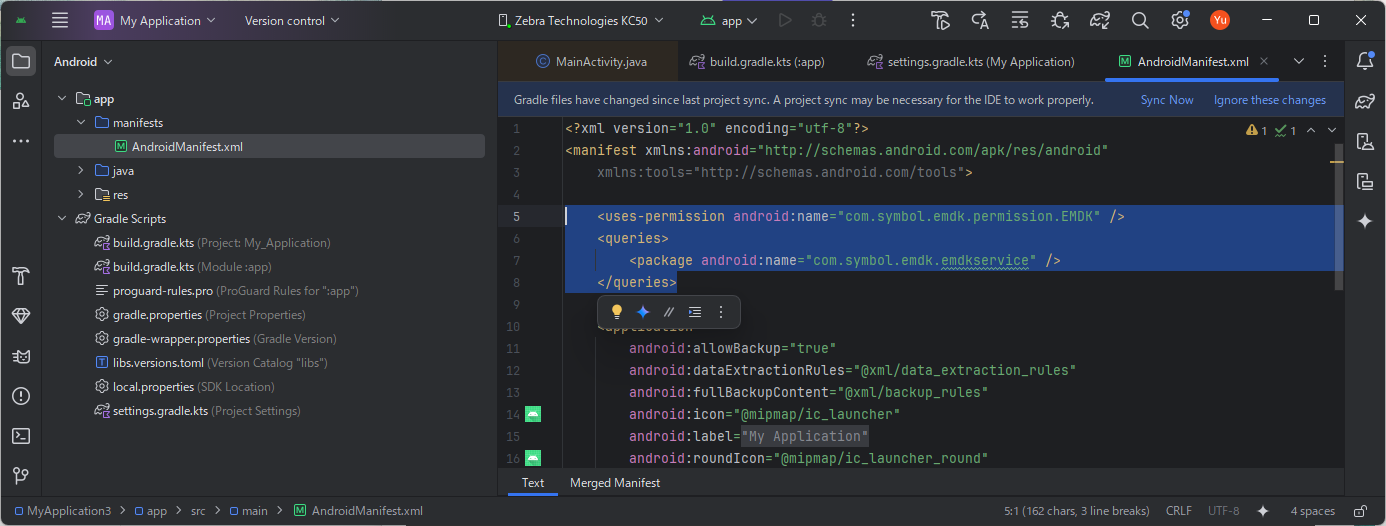 MA My Application Version control Zebra Technologies KC50 app Yu
Android
MainActivity.java build.gradle.kts (:app) settings.gradle.kts (My Application) AndroidManifest.xml
Gradle files have changed since last project sync. A project sync may be necessary for the IDE to work properly. Sync Now Ignore these changes
app
manifests
AndroidManifest.xml
java
res
Gradle Scripts
build.gradle.kts (Project: My_Application)
build.gradle.kts (Module :app)
proguard-rules.pro (ProGuard Rules for ":app")
gradle.properties (Project Properties)
gradle-wrapper.properties (Gradle Version)
libs.versions.toml (Version Catalog "libs")
local.properties (SDK Location)
settings.gradle.kts (Project Settings)
1 <?xml version="1.0" encoding="utf-8"?> 1 1
2 <manifest xmlns:android="http://schemas.android.com/apk/res/android"
3 xmlns:tools="http://schemas.android.com/tools">
4
5 <uses-permission android:name="com.symbol.emdk.permission.EMDK" />
6 <queries>
7 <package android:name="com.symbol.emdk.emdkservice" />
8 </queries>
9
10 <application
11 android:allowBackup="true"
12 android:dataExtractionRules="@xml/data_extraction_rules"
13 android:fullBackupContent="@xml/backup_rules"
14 android:icon="@mipmap/ic_launcher"
15 android:label="My Application"
16 android:roundIcon="@mipmap/ic_launcher_round"
Text Merged Manifest
MyApplication3 app src main AndroidManifest.xml 5:1 (162 chars, 3 line breaks) CRLF UTF-8 4 spaces